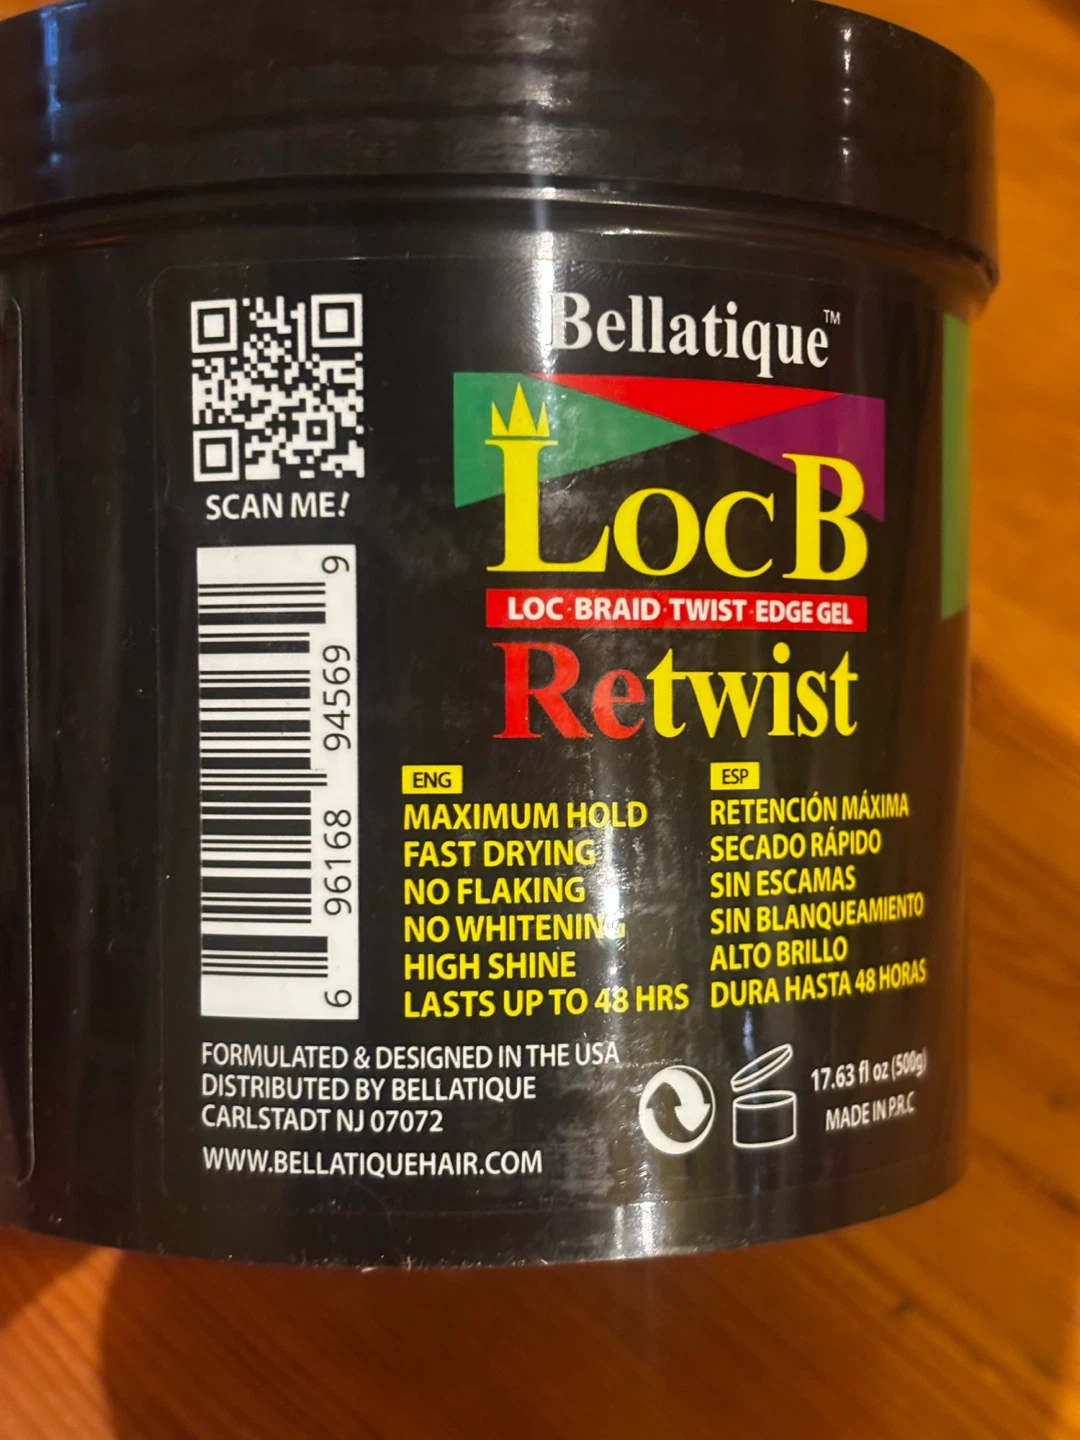 Bellatique™
LOCB
LOC·BRAID·TWIST·EDGE GEL
Retwist
SCAN ME!
6 96168 94569 9
ENG
MAXIMUM HOLD
FAST DRYING
NO FLAKING
NO WHITENING
HIGH SHINE
LASTS UP TO 48 HRS
ESP
RETENCIÓN MÁXIMA
SECADO RÁPIDO
SIN ESCAMAS
SIN BLANQUEAMIENTO
ALTO BRILLO
DURA HASTA 48 HORAS
FORMULATED & DESIGNED IN THE USA
DISTRIBUTED BY BELLATIQUE
CARLSTADT NJ 07072
WWW.BELLATIQUEHAIR.COM
17.63 fl oz (500g)
MADE IN P.R.C